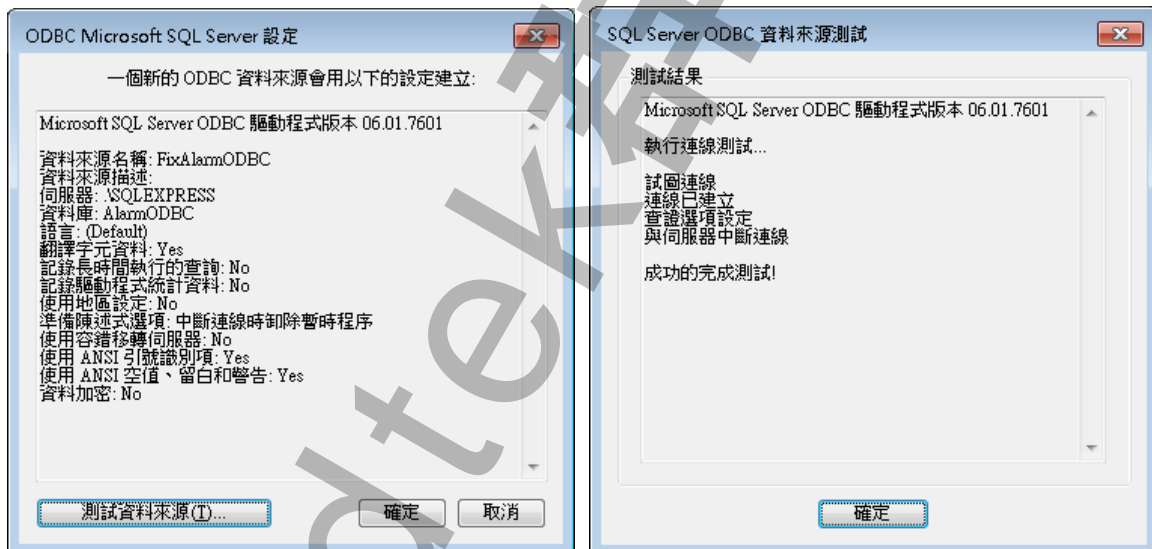 ODBC Microsoft SQL Server 設定
一個新的 ODBC 資料來源會用以下的設定建立:
Microsoft SQL Server ODBC 驅動程式版本 06.01.7601
資料來源名稱: FixAlarmODBC
資料來源描述:
伺服器: .\SQLEXPRESS
資料庫: AlarmODBC
語言: (Default)
翻譯字元資料: Yes
記錄長時間執行的查詢: No
記錄驅動程式統計資料: No
使用地區設定: No
準備陳述式選項: 中斷連線時卸除暫時程序
使用容錯移轉伺服器: No
使用 ANSI 引號識別項: Yes
使用 ANSI 空值、留白和警告: Yes
資料加密: No
測試資料來源(T)...
確定
取消
SQL Server ODBC 資料來源測試
測試結果
Microsoft SQL Server ODBC 驅動程式版本 06.01.7601
執行連線測試...
試圖連線
連線已建立
查證選項設定
與伺服器中斷連線
成功的完成測試!
確定